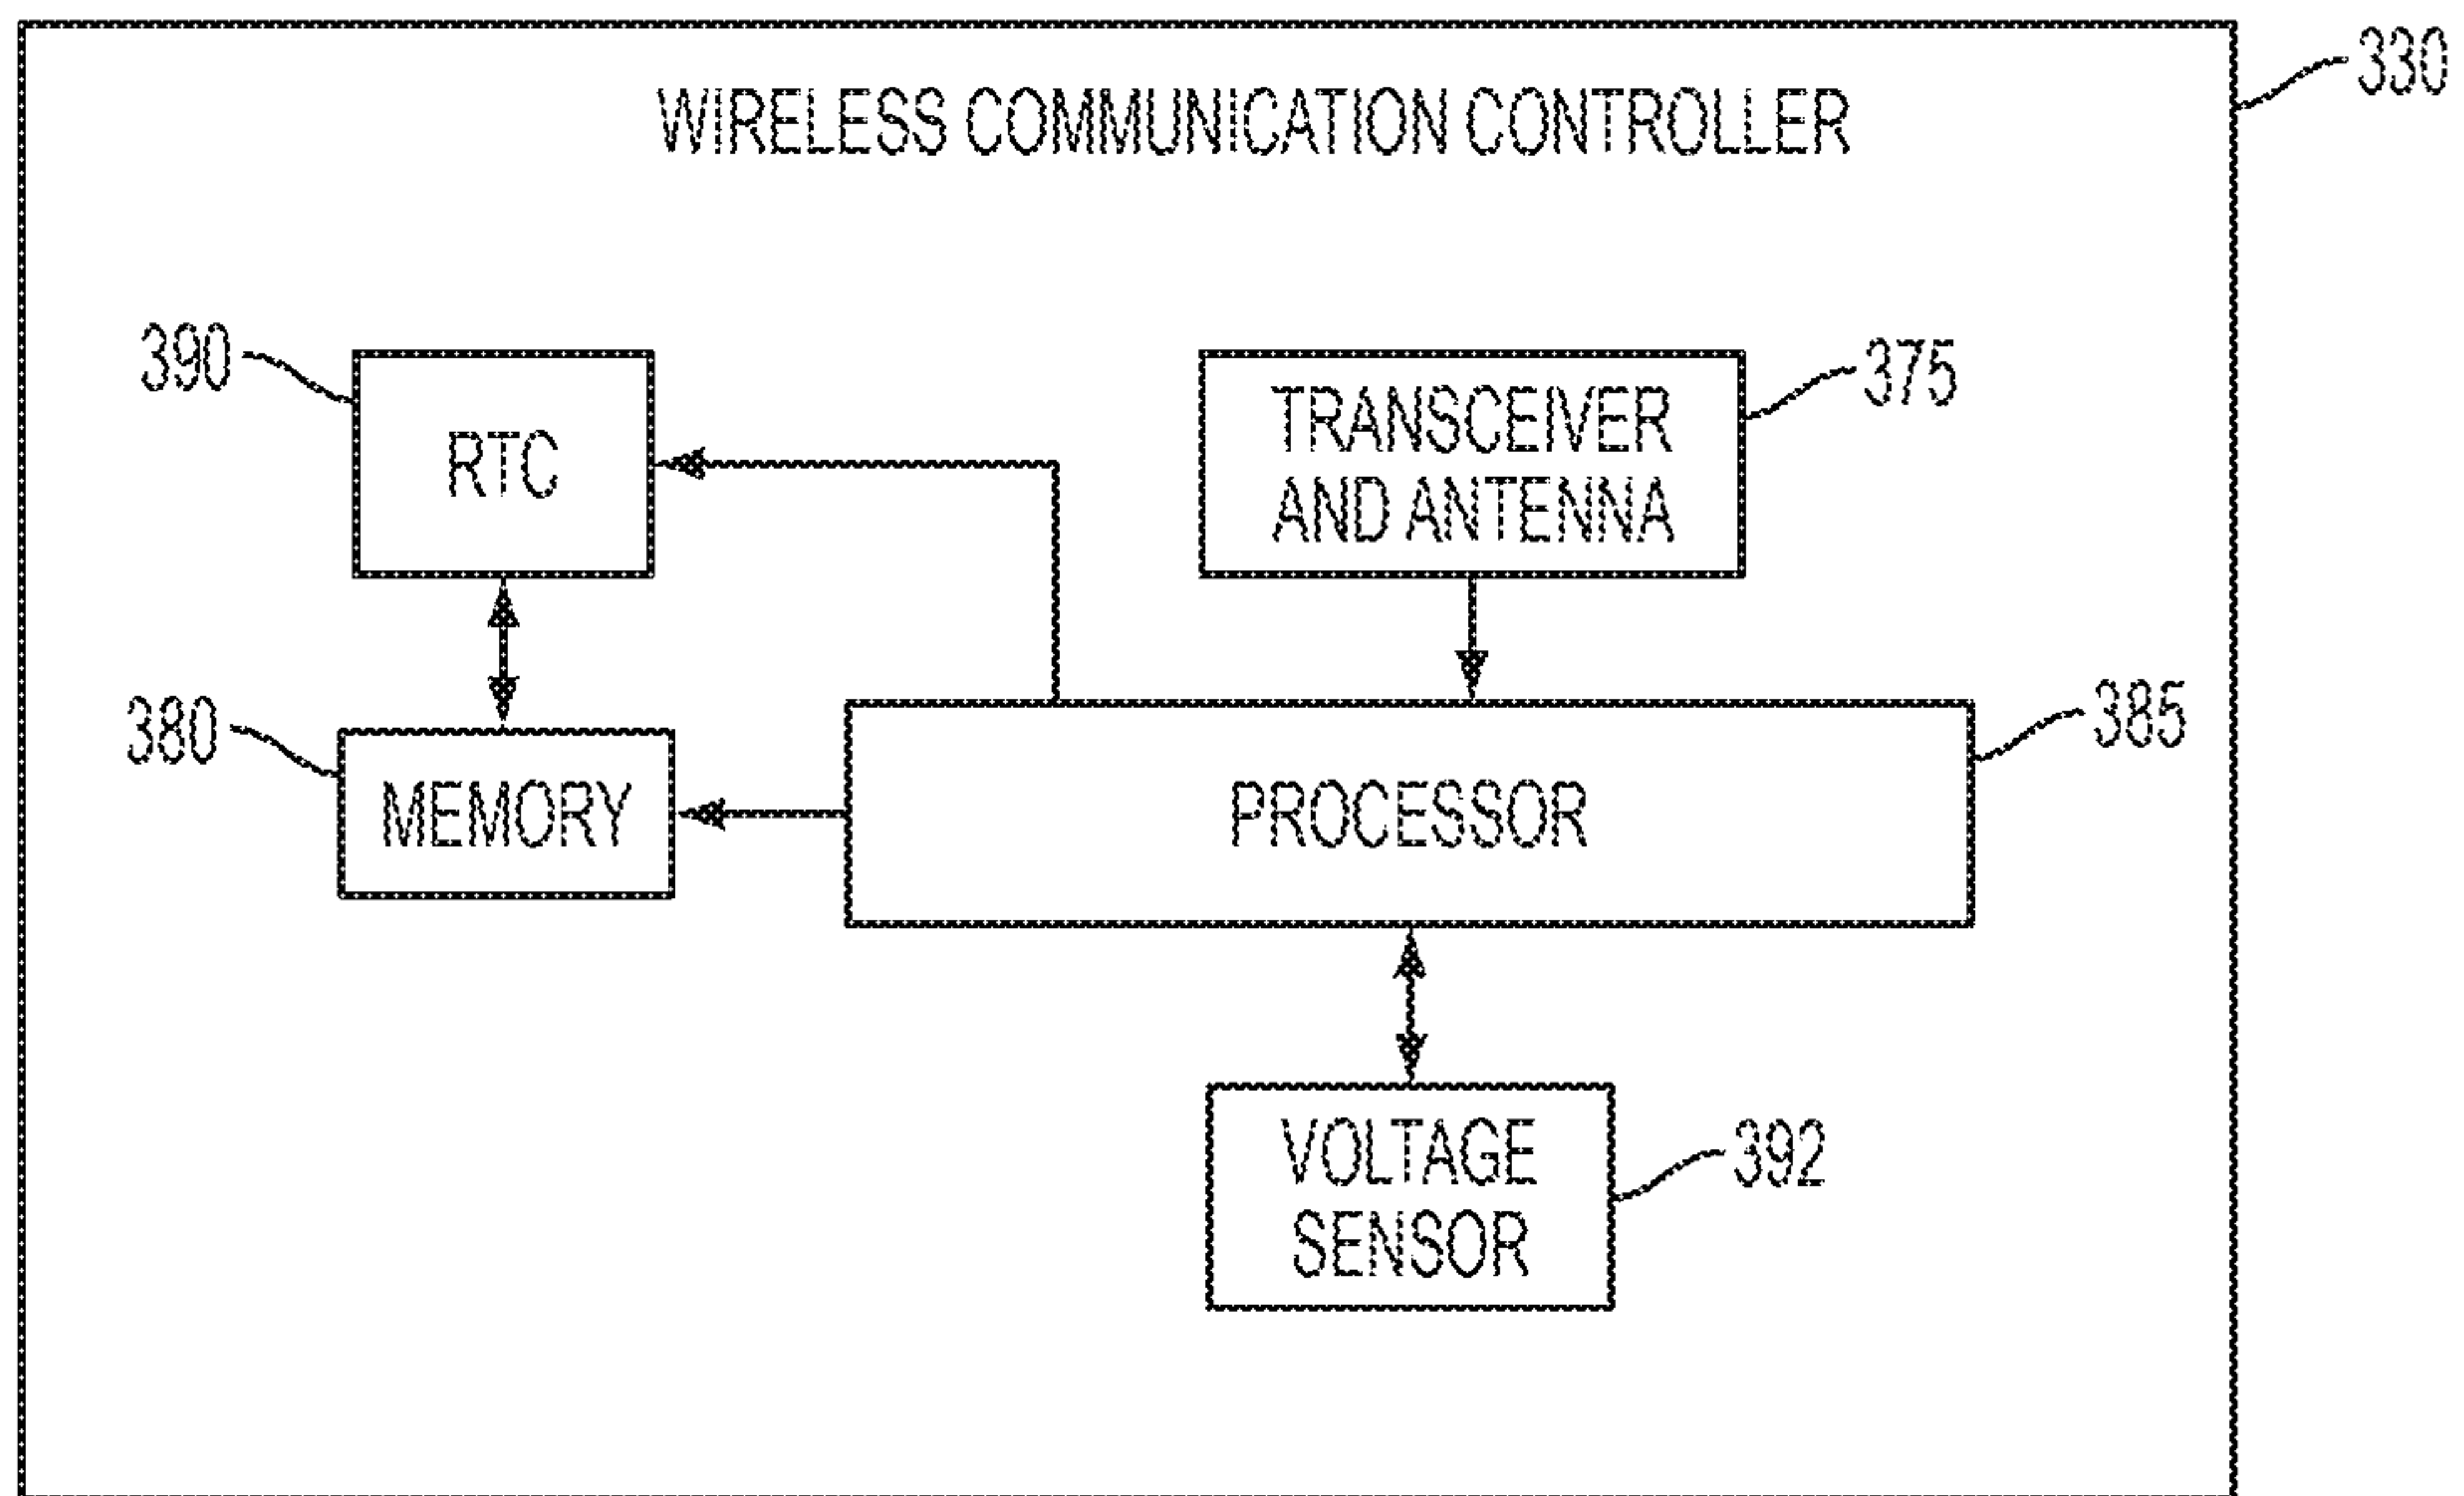 330
WIRELESS COMMUNICATION CONTROLLER
390
RTC
TRANSCEIVER
AND ANTENNA
375
380
MEMORY
PROCESSOR
385
VOLTAGE
SENSOR
392